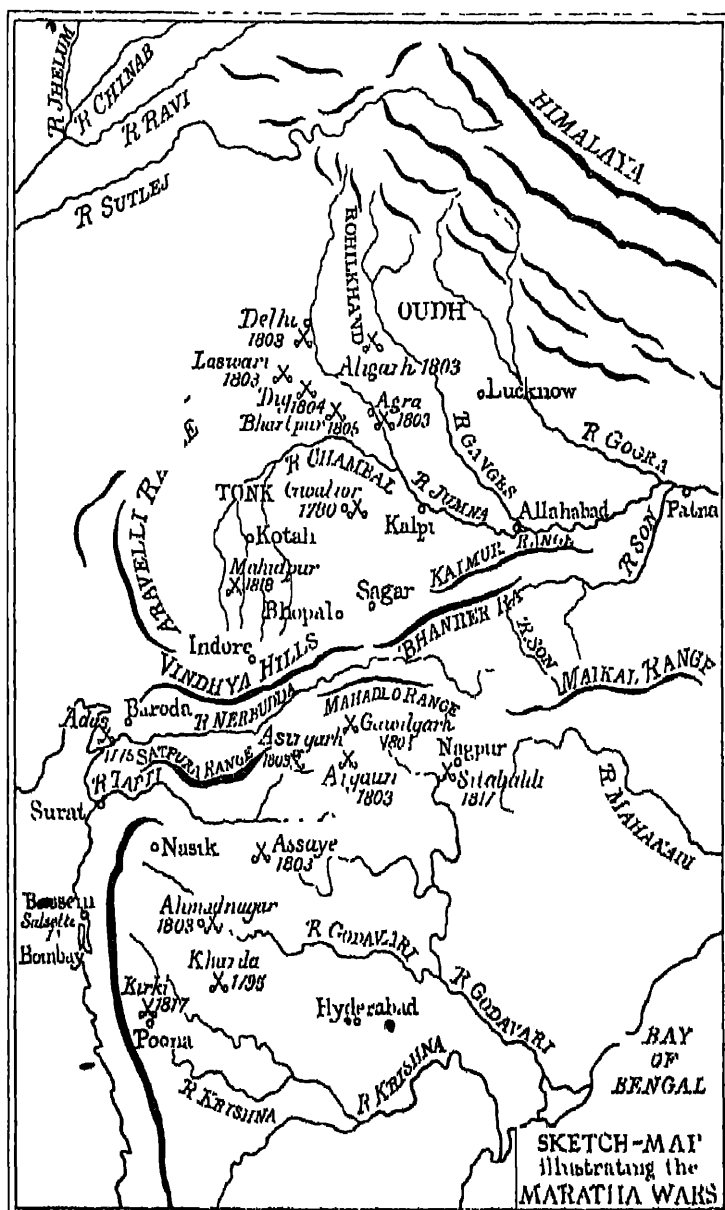 R JHELUM
R CHINAB
R RAVI
R SUTLEJ
HIMALAYA
ROHILKHAND
OUDH
Delhi
1803
Laswari
1803
Aligarh 1803
Dig
1804
Agra
1803
Bhartpur 1805
Lucknow
R GOGRA
R GANGES
R JUMNA
R CHAMBAL
TONK
Gwalior
1780
Kalpi
Allahabad
Patna
R SON
ARAVELLI
Kotah
Mahidpur
1818
Sagar
KAIMUR RANGE
Bhopal
BHANRER RA
R SON
Indore
VINDHYA HILLS
MAIKAL RANGE
Baroda
R NERBUDDA
MAHADEO RANGE
Adas
1775
SATPURA RANGE
Asirgarh
1803
Gawilgarh
1803
Argaun
1803
Nagpur
Sitabaldi
1817
R MAHANADI
R TAPTI
Surat
Nasik
Assaye
1803
Bassein
Salsette
I
Bombay
Ahmadnagar
1803
R GODAVARI
R GODAVARI
Kharda
1795
Kirki
1817
Poona
Hyderabad
R KRISHNA
R KRISHNA
BAY
OF
BENGAL
SKETCH-MAP
illustrating the
MARATHA WARS